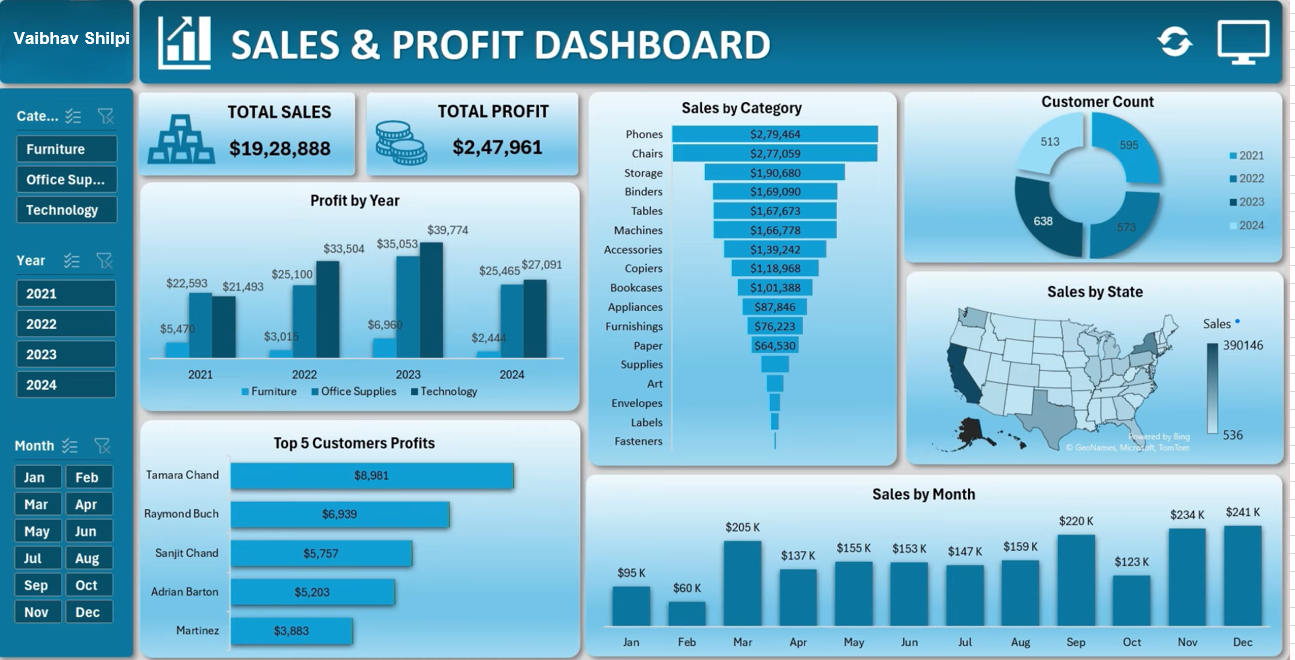 Vaibhav Shilpi
SALES & PROFIT DASHBOARD
Cate...
Furniture
Office Sup...
Technology
Year
2021
2022
2023
2024
Month
Jan Feb
Mar Apr
May Jun
Jul Aug
Sep Oct
Nov Dec
TOTAL SALES
$19,28,888
TOTAL PROFIT
$2,47,961
Profit by Year
$5,470 $22,593 $21,493
$3,015 $25,100 $33,504
$6,960 $35,053 $39,774
$2,444 $25,465 $27,091
2021 2022 2023 2024
Furniture Office Supplies Technology
Top 5 Customers Profits
Tamara Chand $8,981
Raymond Buch $6,939
Sanjit Chand $5,757
Adrian Barton $5,203
Martinez $3,883
Sales by Category
Phones $2,79,464
Chairs $2,77,059
Storage $1,90,680
Binders $1,69,090
Tables $1,67,673
Machines $1,66,778
Accessories $1,39,242
Copiers $1,18,968
Bookcases $1,01,388
Appliances $87,846
Furnishings $76,223
Paper $64,530
Supplies
Art
Envelopes
Labels
Fasteners
Customer Count
513 595
638 573
2021
2022
2023
2024
Sales by State
Sales
390146
536
Powered by Bing
© GeoNames, Microsoft, TomTom
Sales by Month
$95 K $60 K $205 K $137 K $155 K $153 K $147 K $159 K $220 K $123 K $234 K $241 K
Jan Feb Mar Apr May Jun Jul Aug Sep Oct Nov Dec